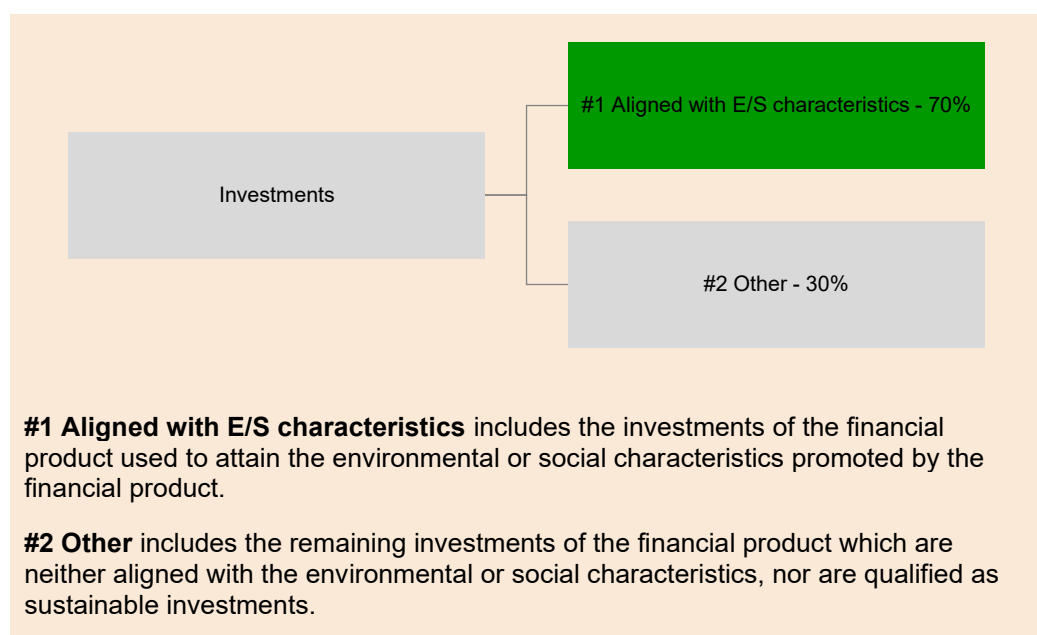 #1 Aligned with E/S characteristics - 70%
Investments
#2 Other - 30%
#1 Aligned with E/S characteristics includes the investments of the financial
product used to attain the environmental or social characteristics promoted by the
financial product.
#2 Other includes the remaining investments of the financial product which are
neither aligned with the environmental or social characteristics, nor are qualified as
sustainable investments.